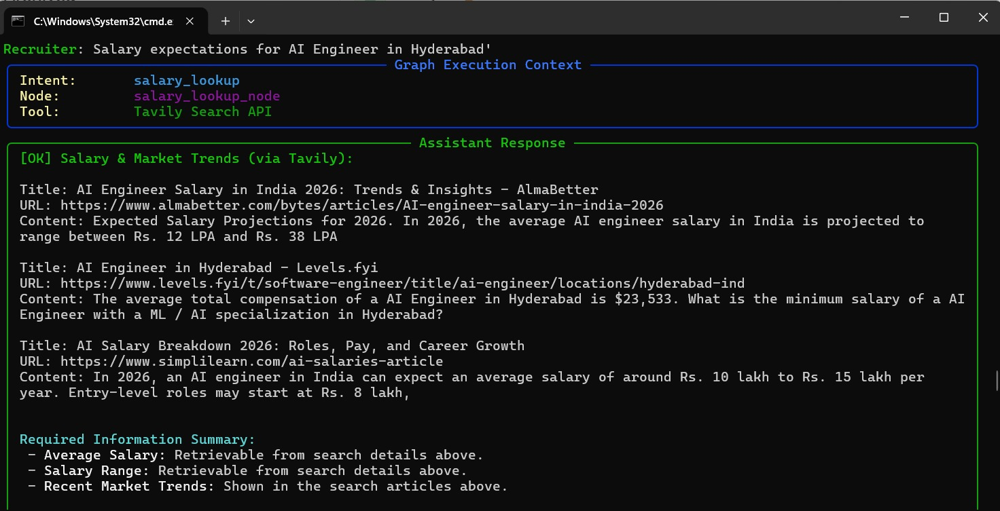 C:\Windows\System32\cmd.e
Recruiter: Salary expectations for AI Engineer in Hyderabad'
Graph Execution Context
Intent: salary_lookup
Node: salary_lookup_node
Tool: Tavily Search API
Assistant Response
[OK] Salary & Market Trends (via Tavily):
Title: AI Engineer Salary in India 2026: Trends & Insights - AlmaBetter
URL: https://www.almabetter.com/bytes/articles/AI-engineer-salary-in-india-2026
Content: Expected Salary Projections for 2026. In 2026, the average AI engineer salary in India is projected to
range between Rs. 12 LPA and Rs. 38 LPA
Title: AI Engineer in Hyderabad - Levels.fyi
URL: https://www.levels.fyi/t/software-engineer/title/ai-engineer/locations/hyderabad-ind
Content: The average total compensation of a AI Engineer in Hyderabad is $23,533. What is the minimum salary of a AI
Engineer with a ML / AI specialization in Hyderabad?
Title: AI Salary Breakdown 2026: Roles, Pay, and Career Growth
URL: https://www.simplilearn.com/ai-salaries-article
Content: In 2026, an AI engineer in India can expect an average salary of around Rs. 10 lakh to Rs. 15 lakh per
year. Entry-level roles may start at Rs. 8 lakh,
Required Information Summary:
- Average Salary: Retrievable from search details above.
- Salary Range: Retrievable from search details above.
- Recent Market Trends: Shown in the search articles above.